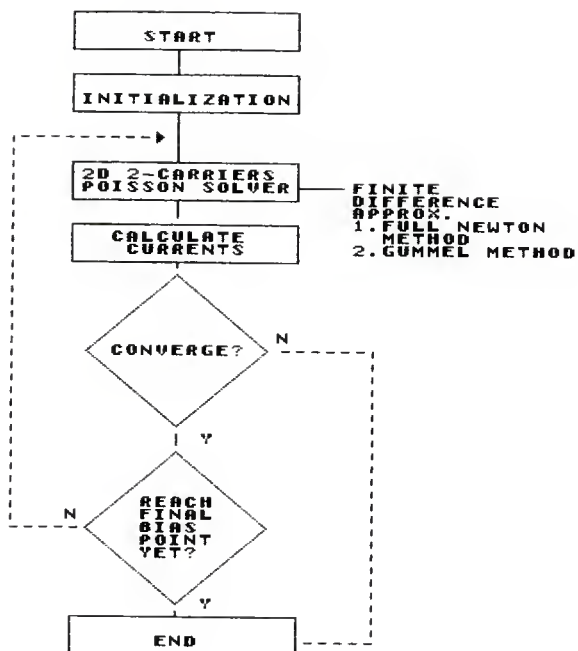 START
INITIALIZATION
2D 2-CARRIERS
POISSON SOLVER
FINITE
DIFFERENCE
APPROX.
1.FULL NEWTON
METHOD
2.GUMMEL METHOD
CALCULATE
CURRENTS
CONVERGE?
N
Y
REACH
FINAL
BIAS
POINT
YET?
N
Y
END